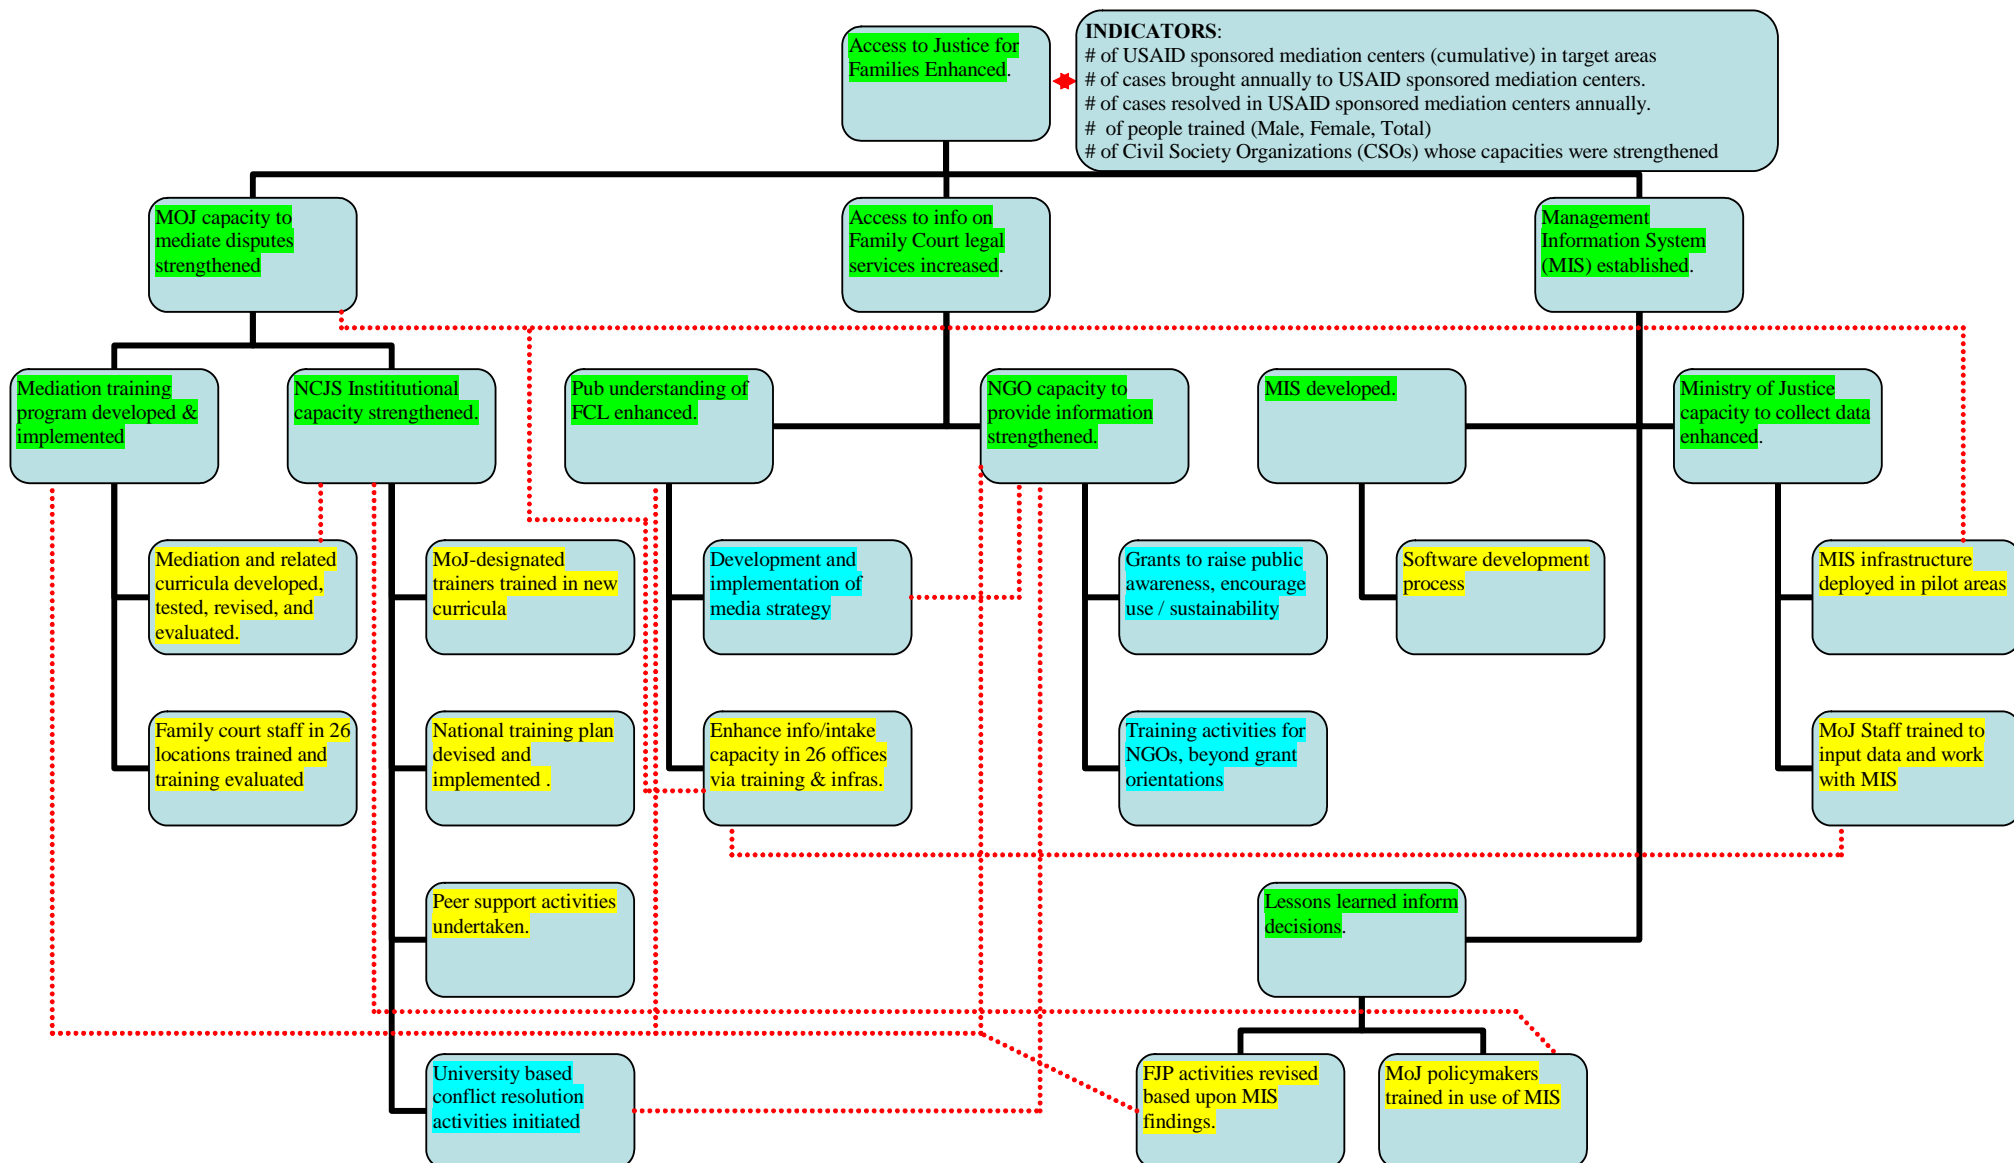 Access to Justice for
Families Enhanced.
INDICATORS:
# of USAID sponsored mediation centers (cumulative) in target areas
# of cases brought annually to USAID sponsored mediation centers.
# of cases resolved in USAID sponsored mediation centers annually.
# of people trained (Male, Female, Total)
# of Civil Society Organizations (CSOs) whose capacities were strengthened
MOJ capacity to
mediate disputes
strengthened
Access to info on
Family Court legal
services increased.
Management
Information System
(MIS) established.
Mediation training
program developed &
implemented
NCJS Instititutional
capacity strengthened.
Pub understanding of
FCL enhanced.
NGO capacity to
provide information
strengthened.
MIS developed.
Ministry of Justice
capacity to collect data
enhanced.
Mediation and related
curricula developed,
tested, revised, and
evaluated.
MoJ-designated
trainers trained in new
curricula
Development and
implementation of
media strategy
Grants to raise public
awareness, encourage
use / sustainability
Software development
process
MIS infrastructure
deployed in pilot areas
Family court staff in 26
locations trained and
training evaluated
National training plan
devised and
implemented .
Enhance info/intake
capacity in 26 offices
via training & infras.
Training activities for
NGOs, beyond grant
orientations
MoJ Staff trained to
input data and work
with MIS
Peer support activities
undertaken.
Lessons learned inform
decisions.
University based
conflict resolution
activities initiated
FJP activities revised
based upon MIS
findings.
MoJ policymakers
trained in use of MIS